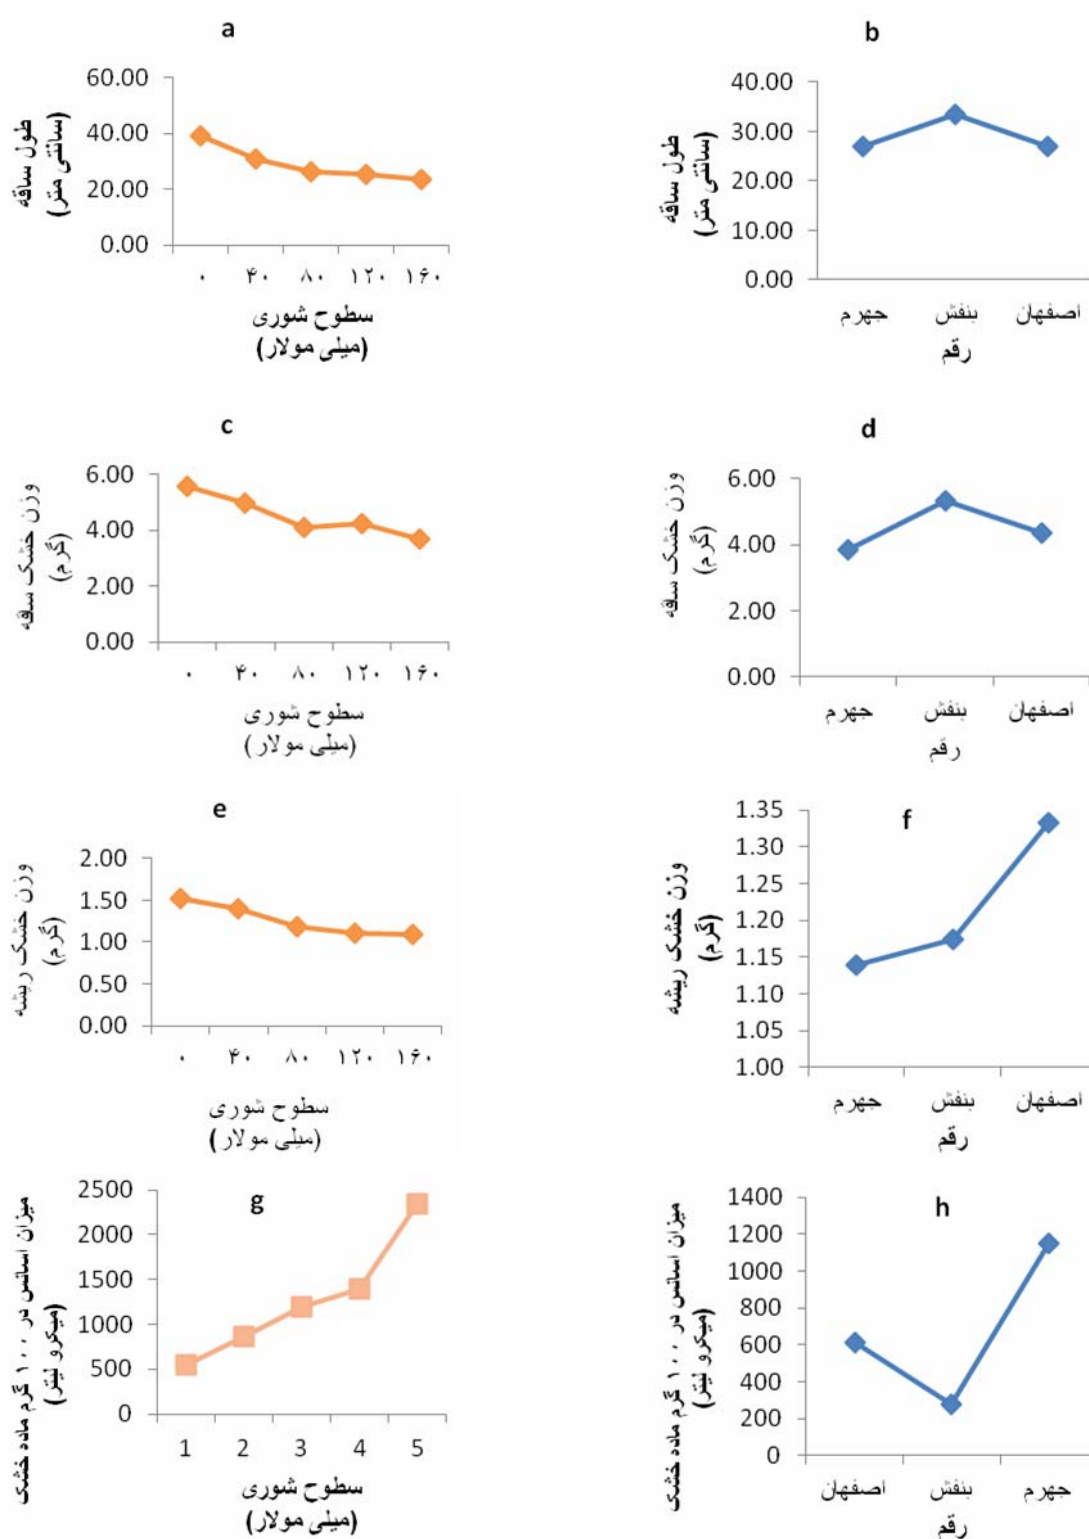 a
طول ساقه
(سانتی متر)
60.00
40.00
20.00
0.00
۰ ۴۰ ۸۰ ۱۲۰ ۱۶۰
سطوح شوری
(میلی مولار)
b
طول ساقه
(سانتی متر)
40.00
30.00
20.00
10.00
0.00
جهرم بنفش اصفهان
رقم
c
وزن خشک ساقه
(گرم)
6.00
4.00
2.00
0.00
۰ ۴۰ ۸۰ ۱۲۰ ۱۶۰
سطوح شوری
(میلی مولار)
d
وزن خشک ساقه
(گرم)
6.00
4.00
2.00
0.00
جهرم بنفش اصفهان
رقم
e
وزن خشک ریشه
(گرم)
2.00
1.50
1.00
0.50
0.00
۰ ۴۰ ۸۰ ۱۲۰ ۱۶۰
سطوح شوری
(میلی مولار)
f
وزن خشک ریشه
(گرم)
1.35
1.30
1.25
1.20
1.15
1.10
1.05
1.00
جهرم بنفش اصفهان
رقم
g
میزان اسانس در ۱۰۰ گرم ماده خشک
(میکرو لیتر)
2500
2000
1500
1000
500
0
1 2 3 4 5
سطوح شوری
(میلی مولار)
h
میزان اسانس در ۱۰۰ گرم ماده خشک
(میکرو لیتر)
1400
1200
1000
800
600
400
200
0
اصفهان بنفش جهرم
رقم